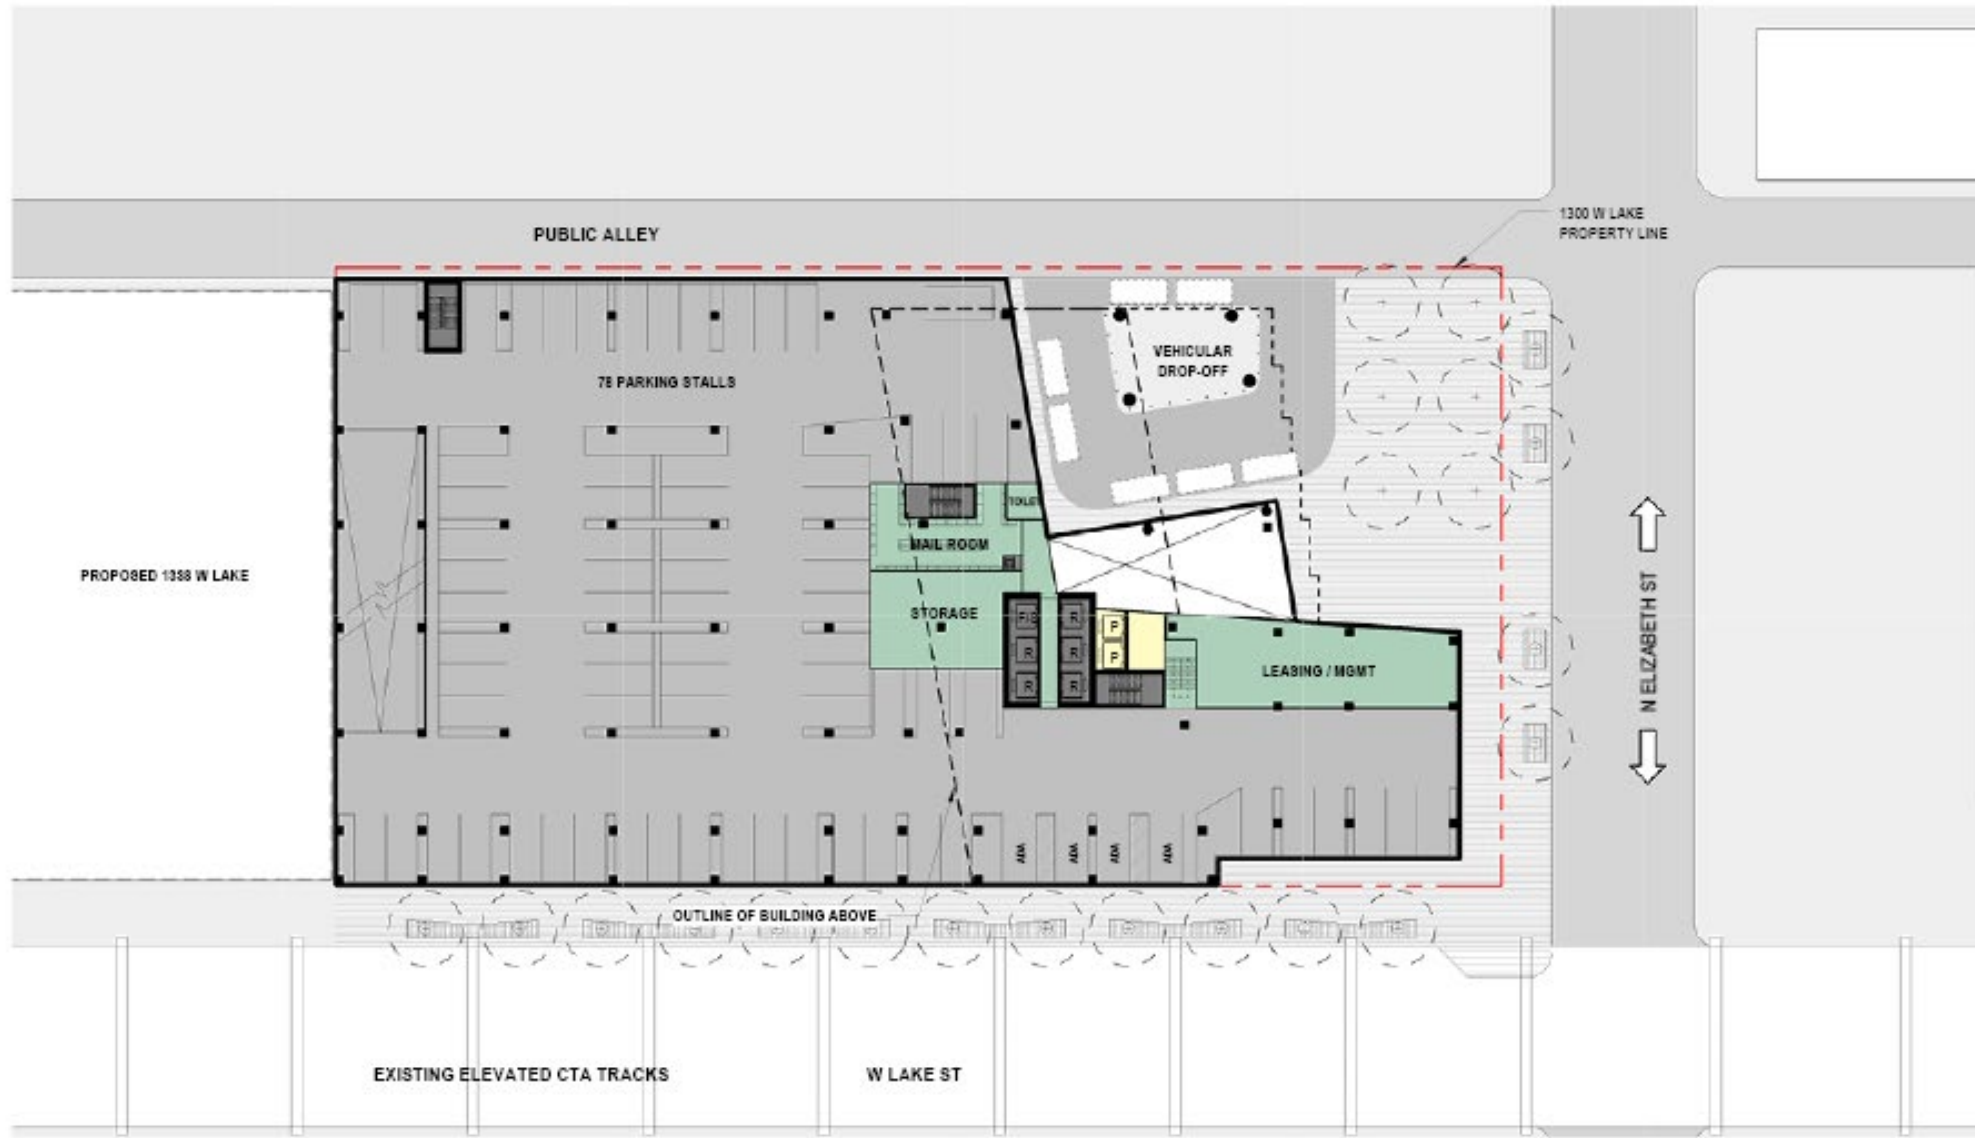 1300 W LAKE
PROPERTY LINE
PUBLIC ALLEY
VEHICULAR
DROP-OFF
78 PARKING STALLS
TOILET
MAIL ROOM
PROPOSED 1388 W LAKE
STORAGE
F/S
R
P
R
R
P
LEASING / MGMT
R
R
N ELIZABETH ST
ADA
ADA
ADA
ADA
OUTLINE OF BUILDING ABOVE
EXISTING ELEVATED CTA TRACKS
W LAKE ST